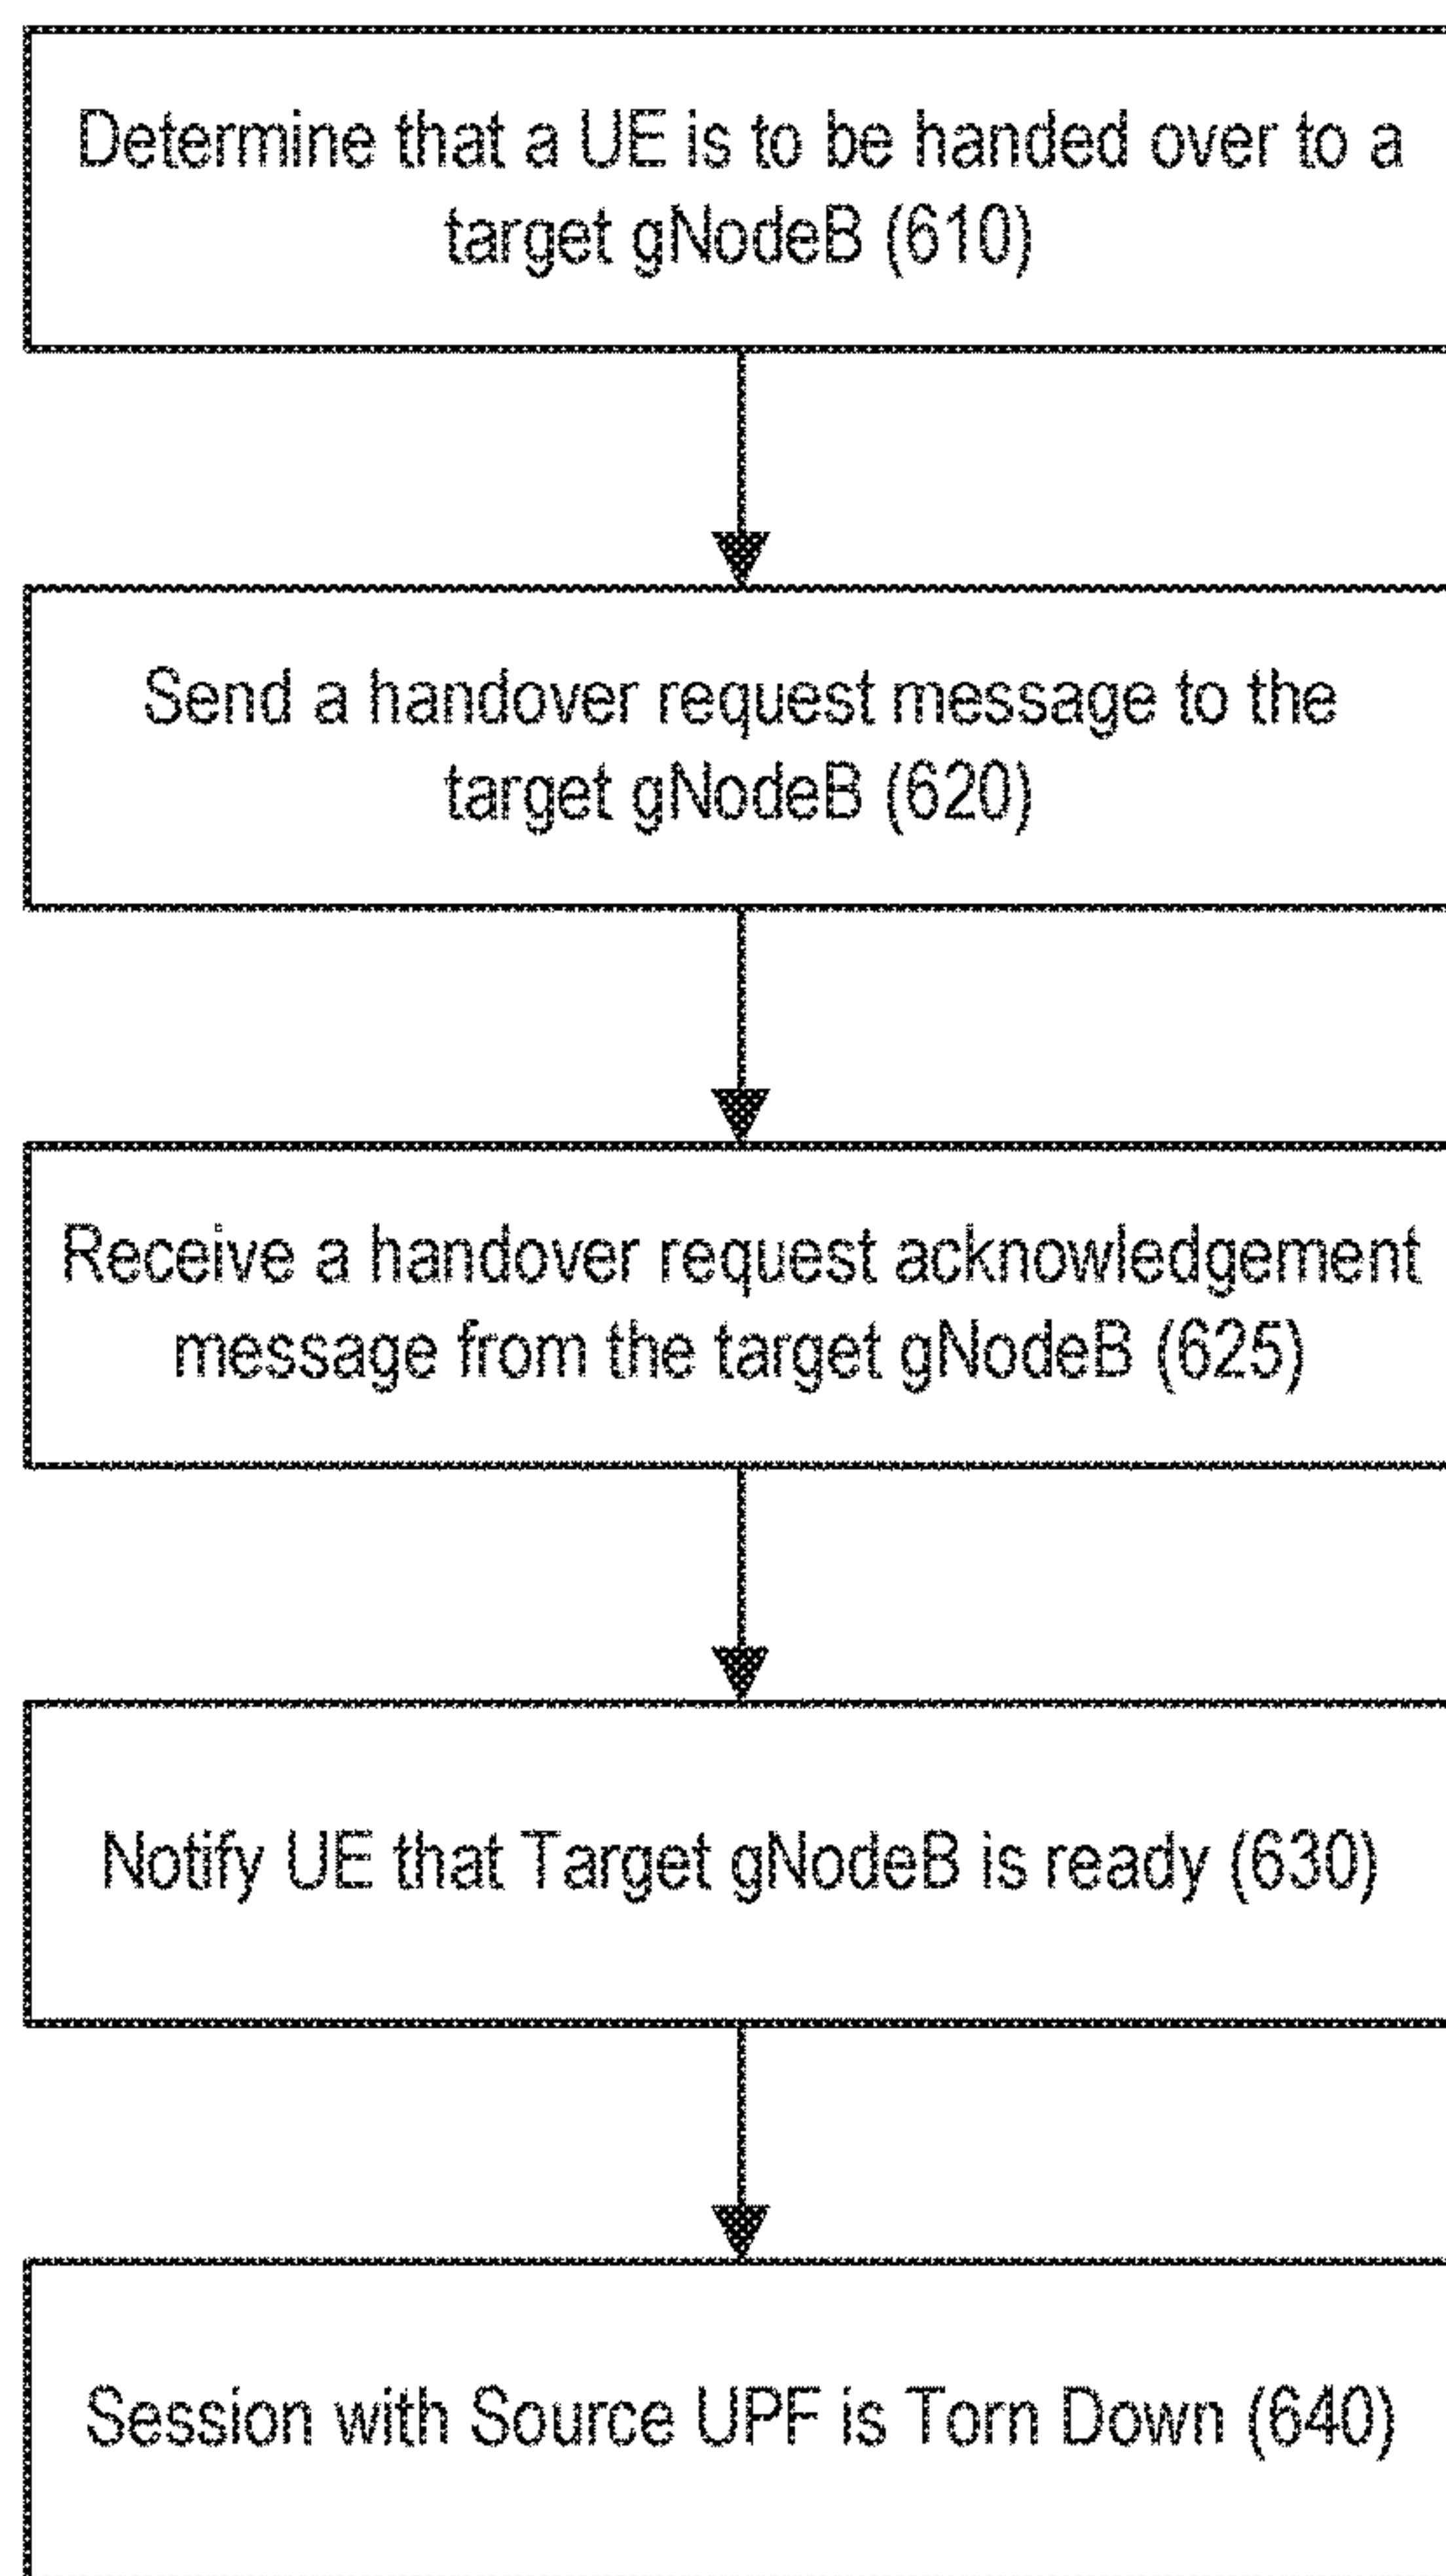 Determine that a UE is to be handed over to a
target gNodeB (610)
Send a handover request message to the
target gNodeB (620)
Receive a handover request acknowledgement
message from the target gNodeB (625)
Notify UE that Target gNodeB is ready (630)
Session with Source UPF is Torn Down (640)